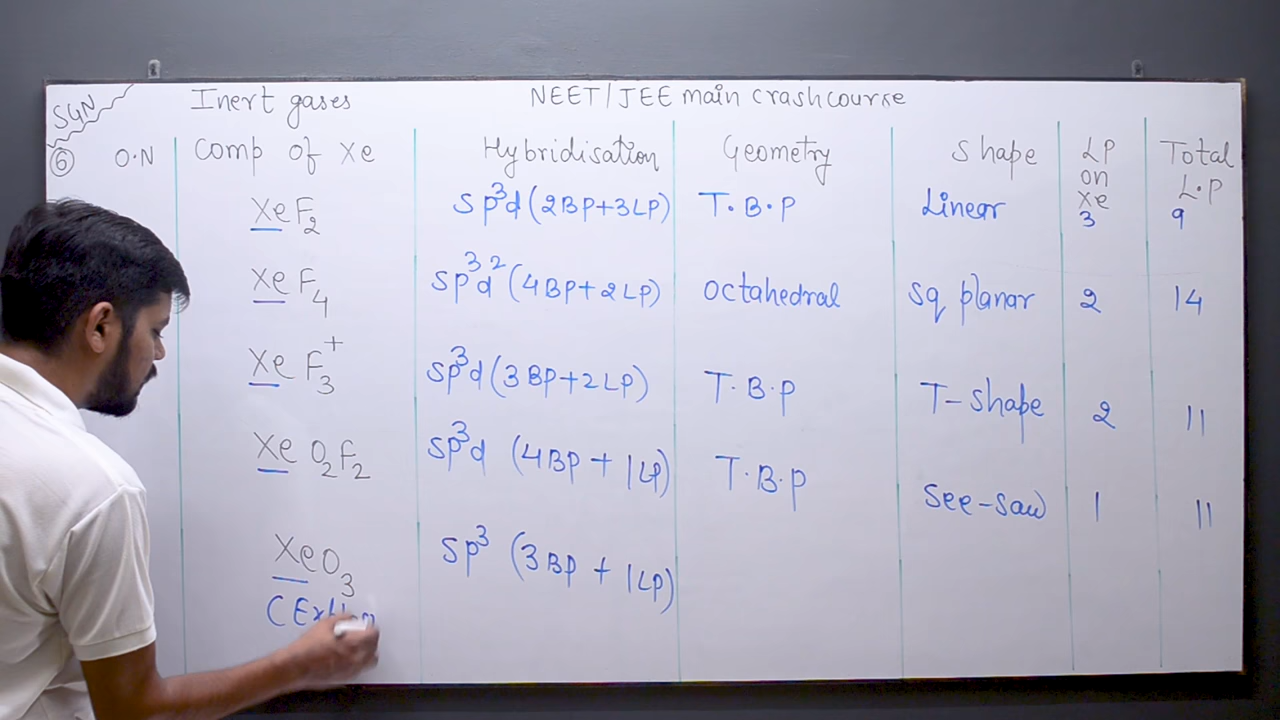 SGN
Inert gases
NEET/JEE main crash course
6
O.N
Comp of Xe
Hybridisation
Geometry
Shape
LP on Xe
Total L.P
XeF₂
sp³d (2BP+3LP)
T.B.P
Linear
3
9
XeF₄
sp³d² (4BP+2LP)
octahedral
sq planar
2
14
XeF₃⁺
sp³d (3BP+2LP)
T.B.P
T-shape
2
11
XeO₂F₂
sp³d (4BP + 1LP)
T.B.P
see-saw
1
11
XeO₃
sp³ (3BP + 1LP)